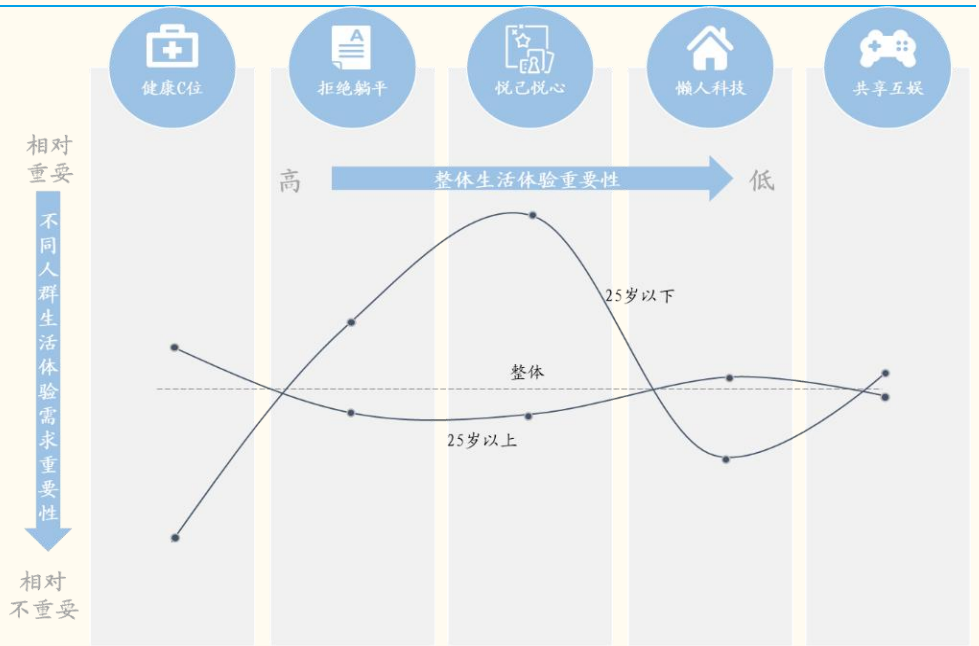 健康C位
拒绝躺平
悦己悦心
懒人科技
共享互娱
相对
重要
高
整体生活体验重要性
低
不同人群生活体验需求重要性
25岁以下
整体
25岁以上
相对
不重要